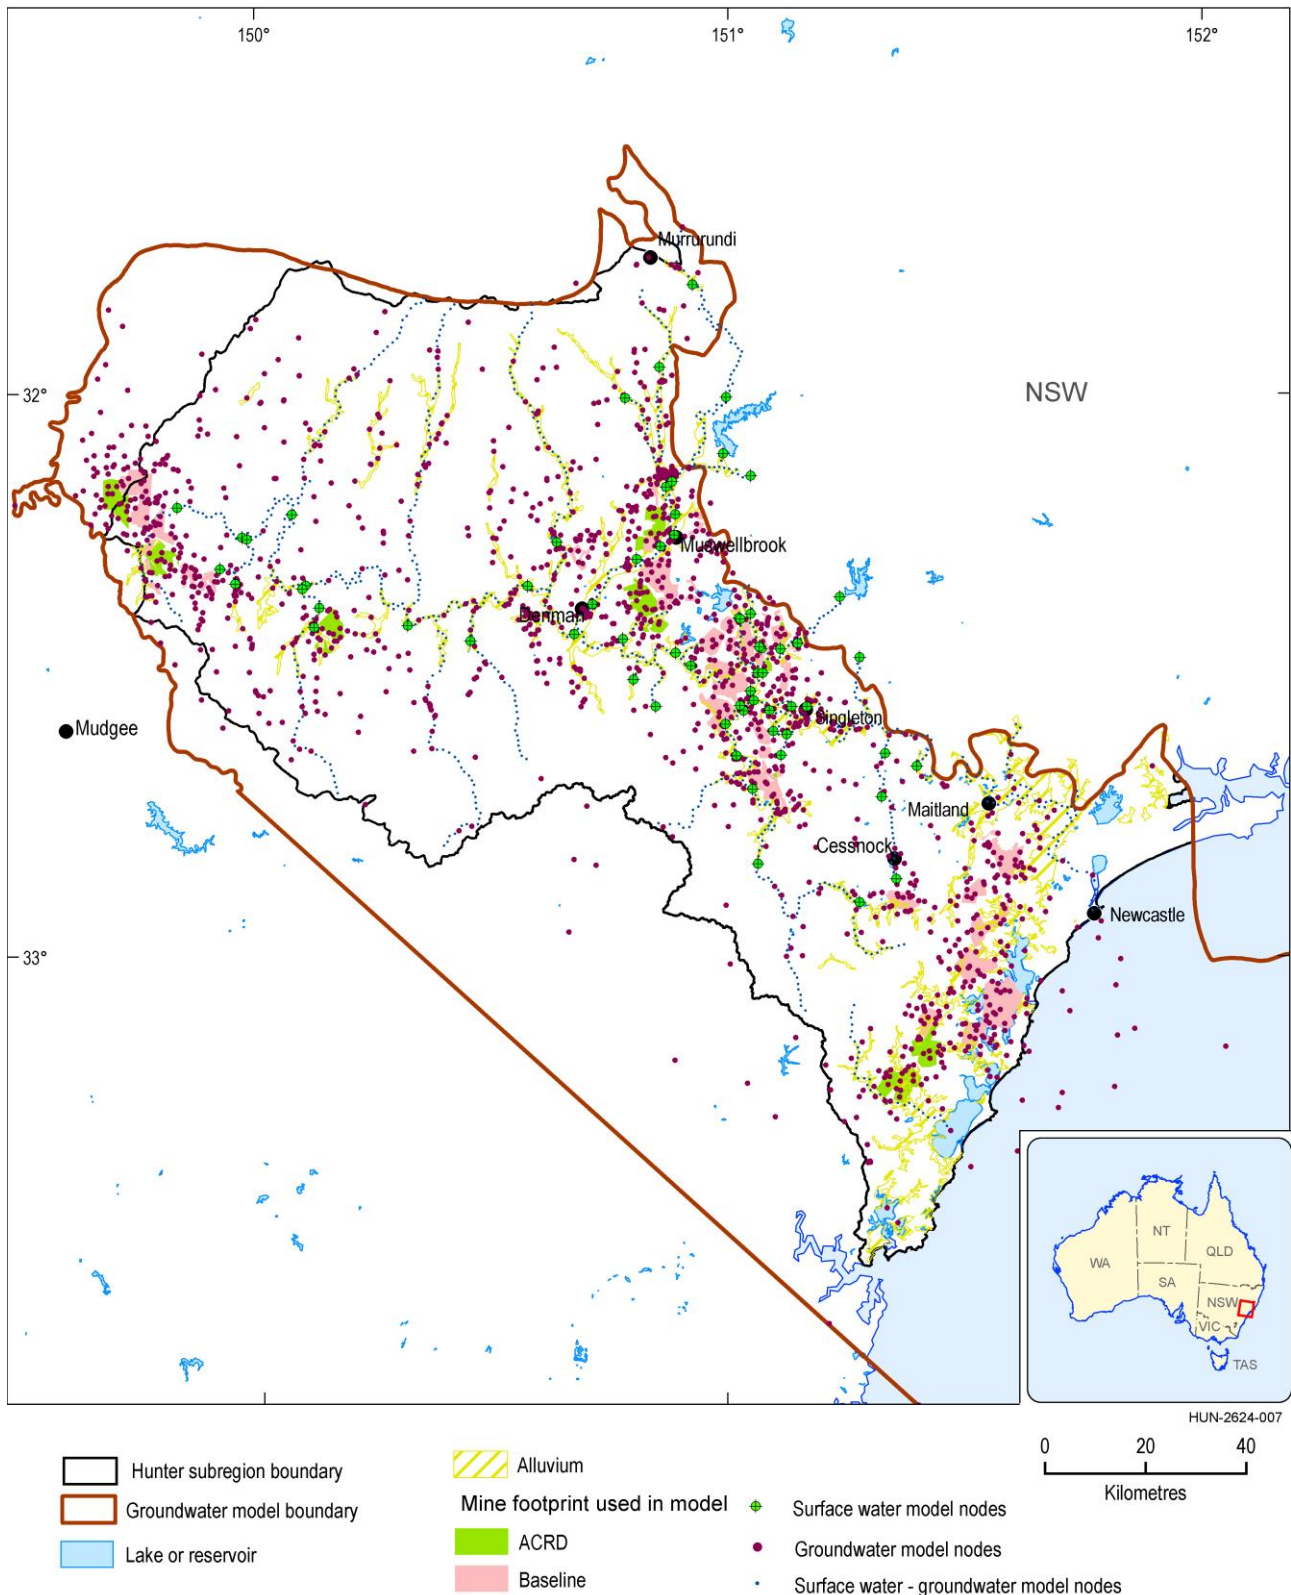 150°
151°
152°
Murrurundi
32°
NSW
Muswellbrook
Denman
Singleton
Mudgee
Maitland
Cessnock
Newcastle
33°
NT
QLD
WA
SA
NSW
VIC
TAS
HUN-2624-007
0 20 40
Kilometres
Hunter subregion boundary
Groundwater model boundary
Lake or reservoir
Alluvium
Mine footprint used in model
ACRD
Baseline
Surface water model nodes
Groundwater model nodes
Surface water - groundwater model nodes
150°
151°